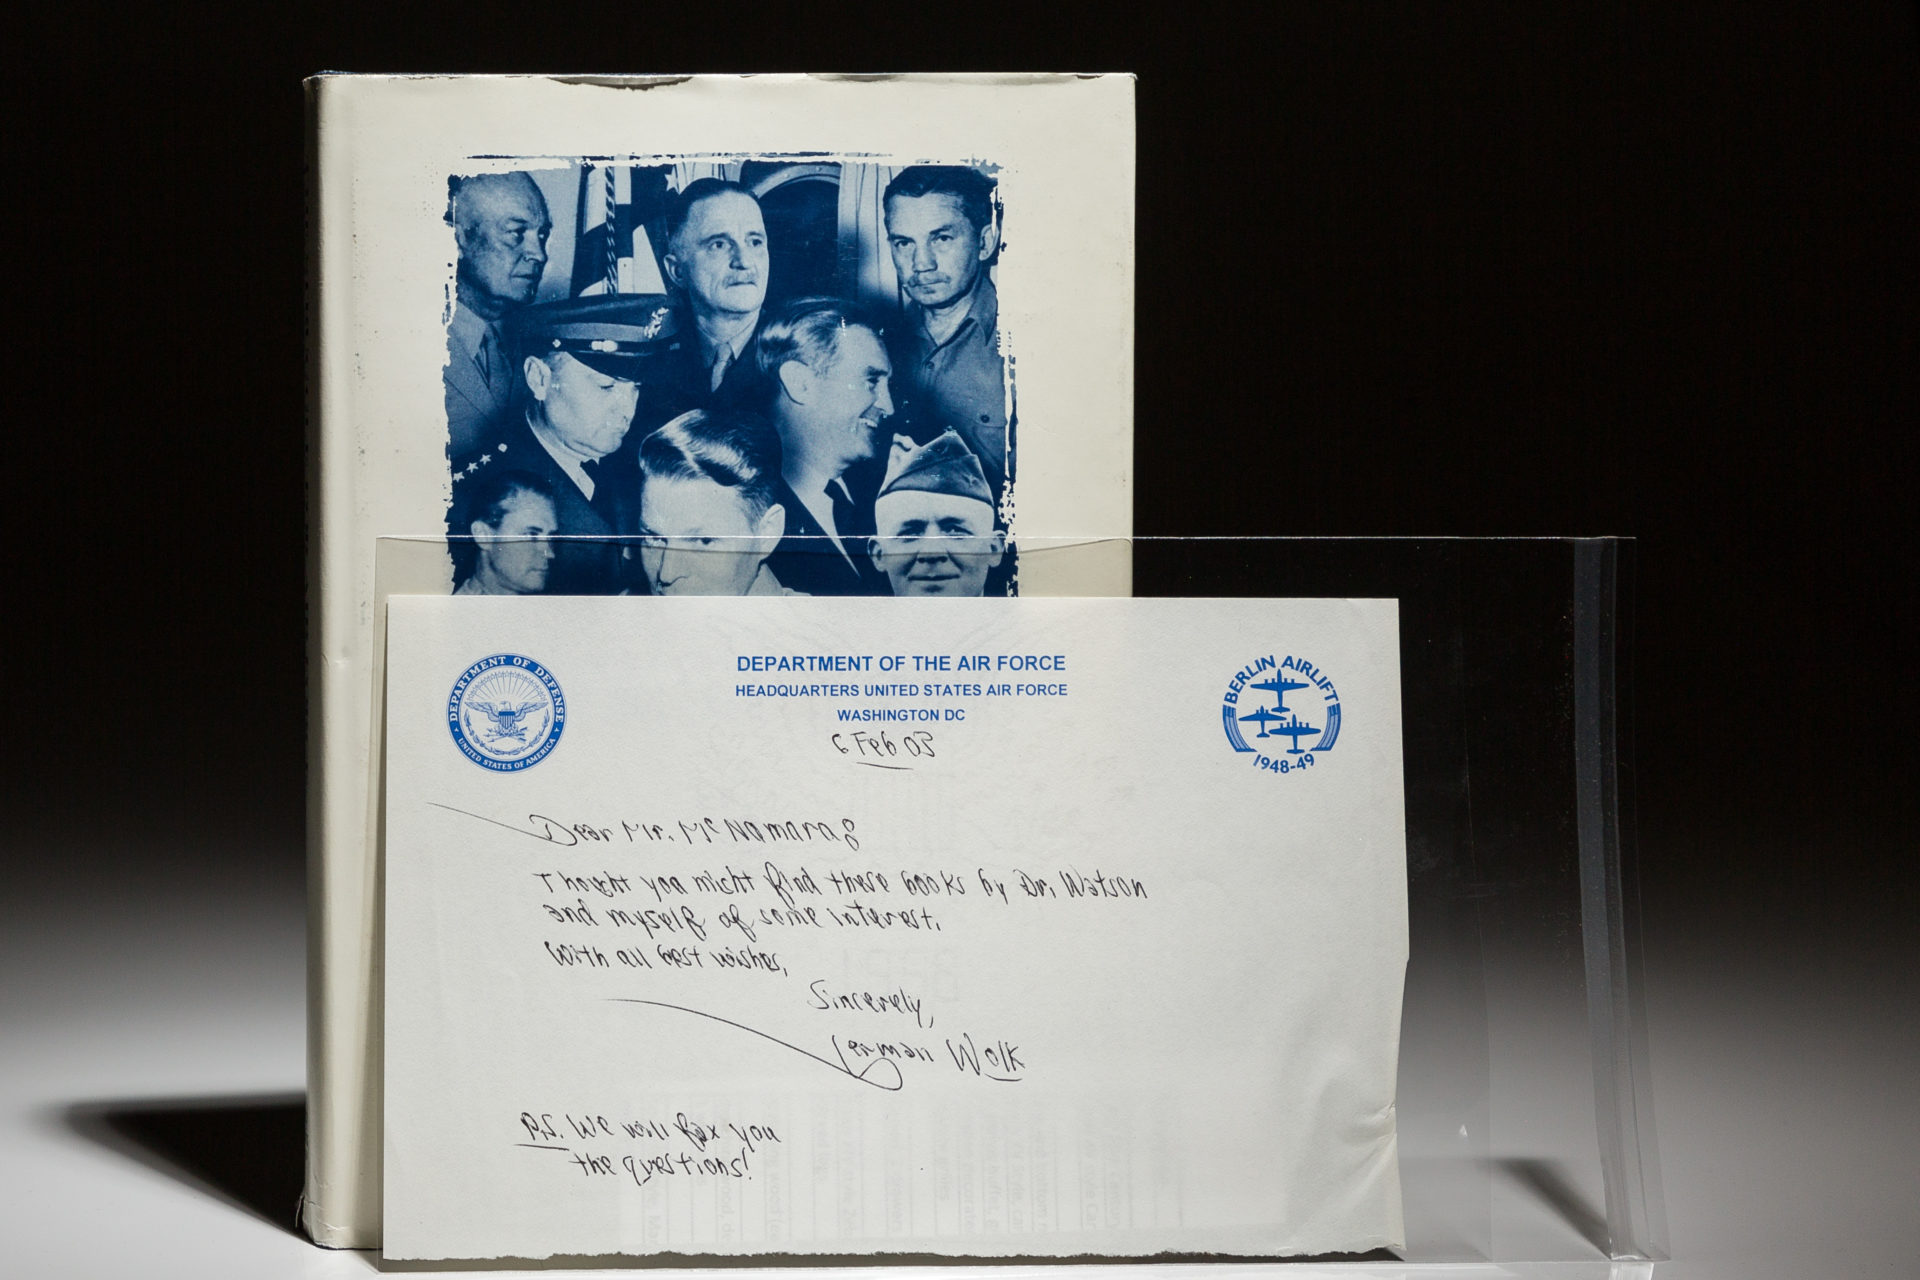 DEPARTMENT OF DEFENSE
UNITED STATES OF AMERICA
DEPARTMENT OF THE AIR FORCE
HEADQUARTERS UNITED STATES AIR FORCE
WASHINGTON DC
6 Feb 03
BERLIN AIRLIFT
1948-49
Dear Mr. McNamara:
Thought you might find these books by Dr. Watson
and myself of some interest.
With all best wishes,
Sincerely,
Herman Wolk
P.S. We will fax you
the questions!